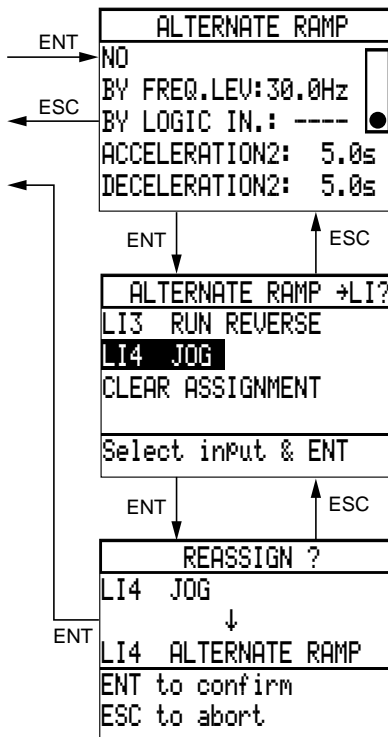 ALTERNATE RAMP
ENT
NO
BY FREQ.LEV:30.0Hz
ESC
BY LOGIC IN.: ----
ACCELERATION2: 5.0s
DECELERATION2: 5.0s
ENT
ESC
ALTERNATE RAMP →LI?
LI3 RUN REVERSE
LI4 JOG
CLEAR ASSIGNMENT
Select input & ENT
ENT
ESC
REASSIGN ?
LI4 JOG
↓
ENT
LI4 ALTERNATE RAMP
ENT to confirm
ESC to abort